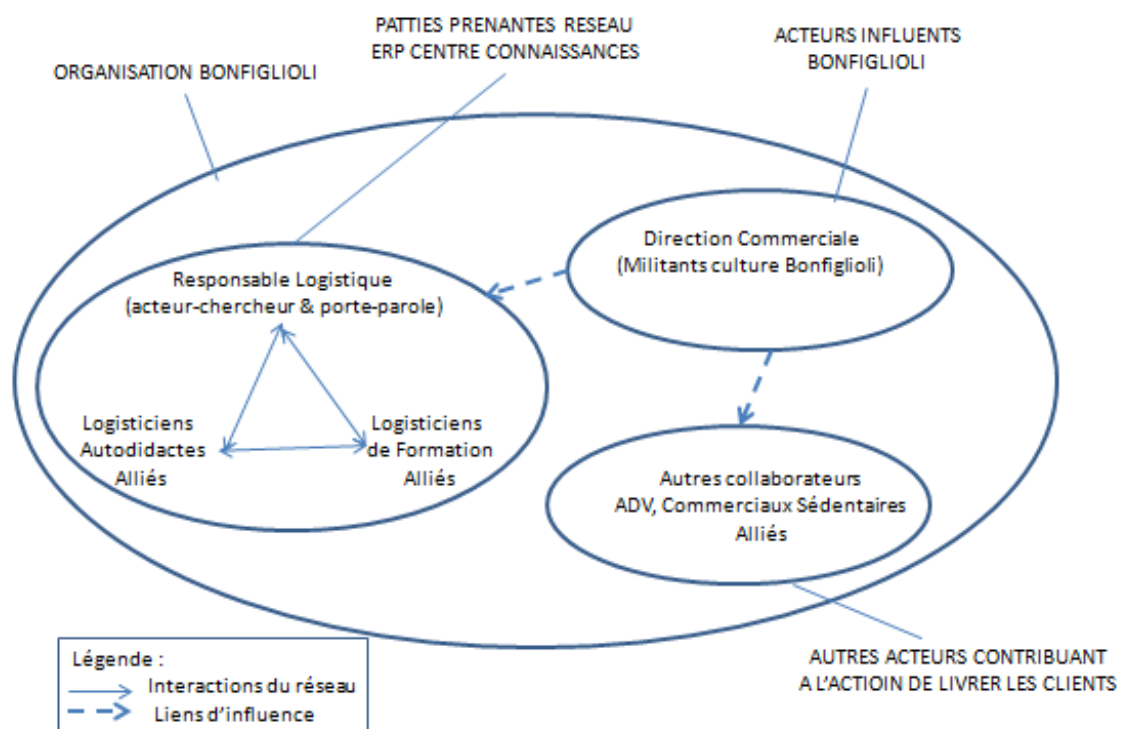 PATTIES PRENANTES RESEAU
ERP CENTRE CONNAISSANCES
ACTEURS INFLUENTS
BONFIGLIOLI
ORGANISATION BONFIGLIOLI
Direction Commerciale
(Militants culture Bonfiglioli)
Responsable Logistique
(acteur-chercheur & porte-parole)
Logisticiens
Autodidactes
Alliés
Logisticiens
de Formation
Alliés
Autres collaborateurs
ADV, Commerciaux Sédentaires
Alliés
AUTRES ACTEURS CONTRIBUANT
A L'ACTIOIN DE LIVRER LES CLIENTS
Légende :
Interactions du réseau
Liens d'influence